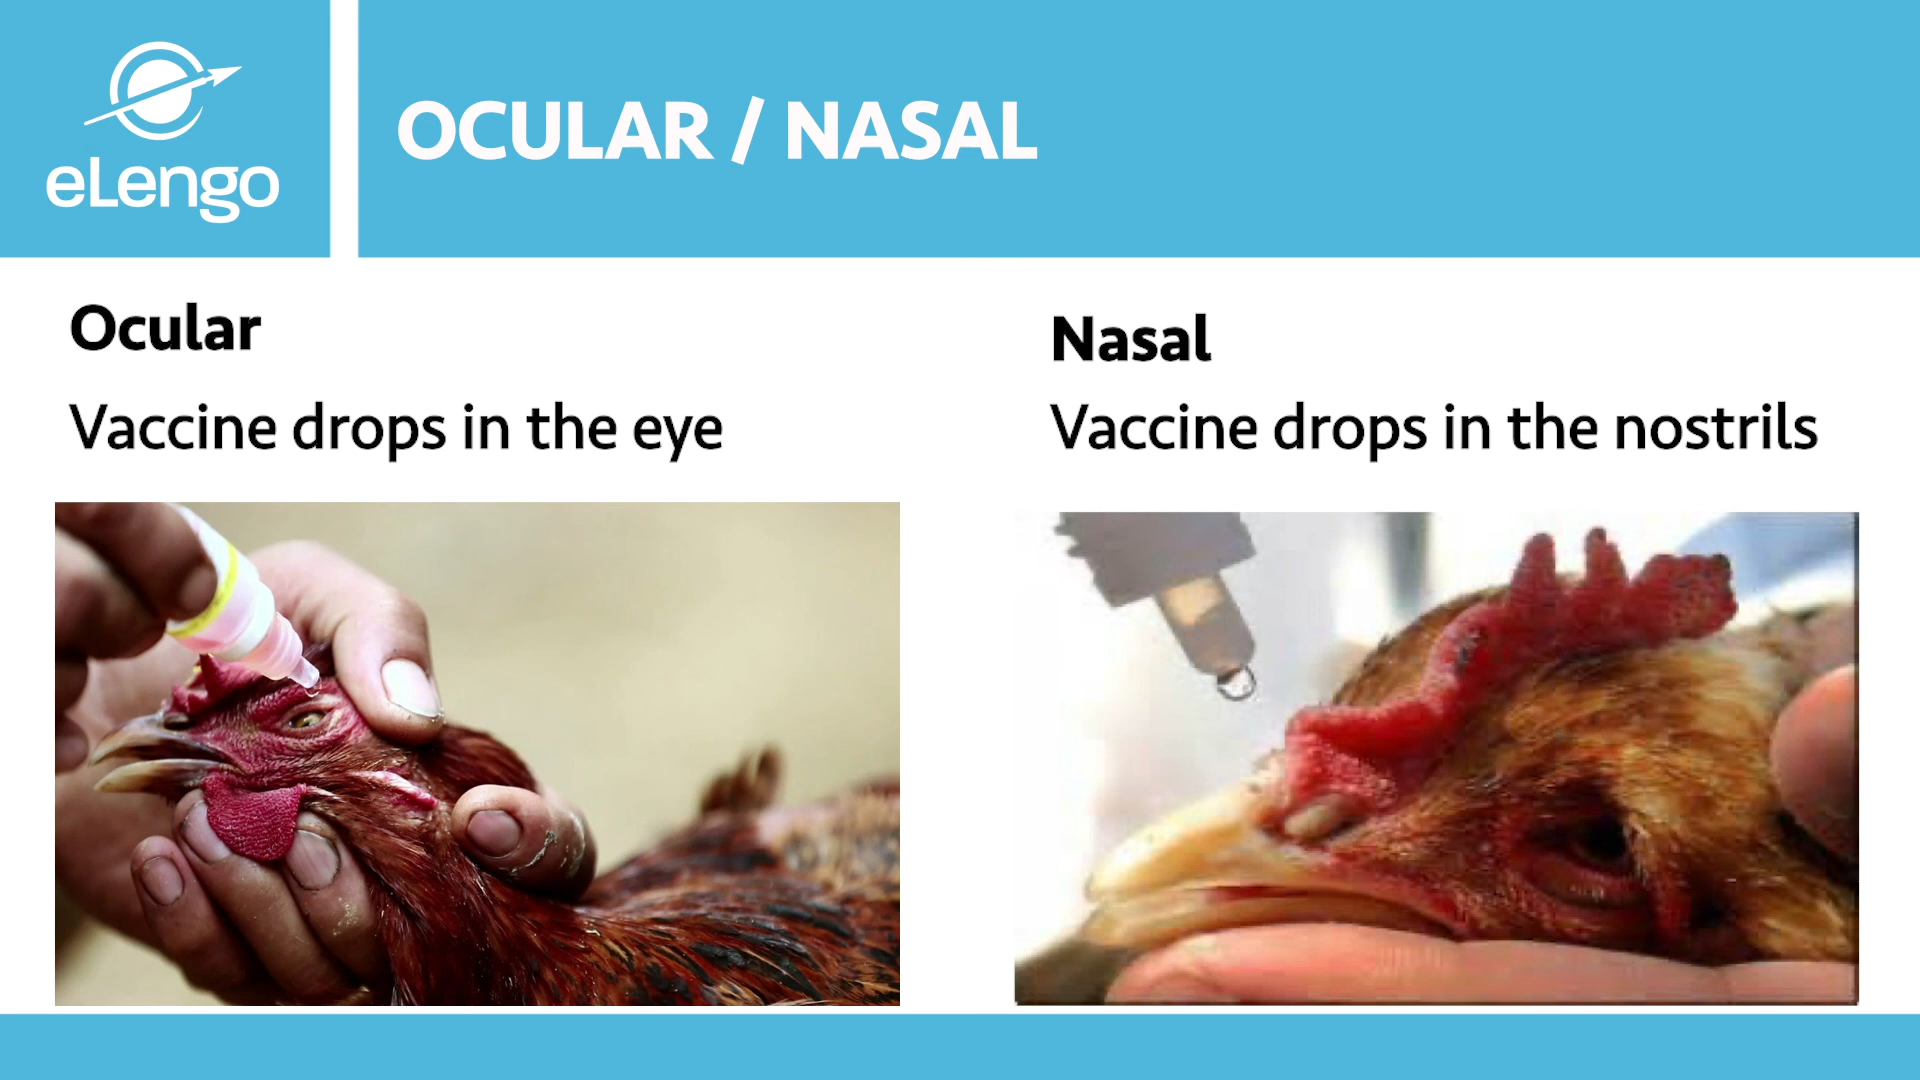 eLengo
OCULAR / NASAL
Ocular
Vaccine drops in the eye
Nasal
Vaccine drops in the nostrils